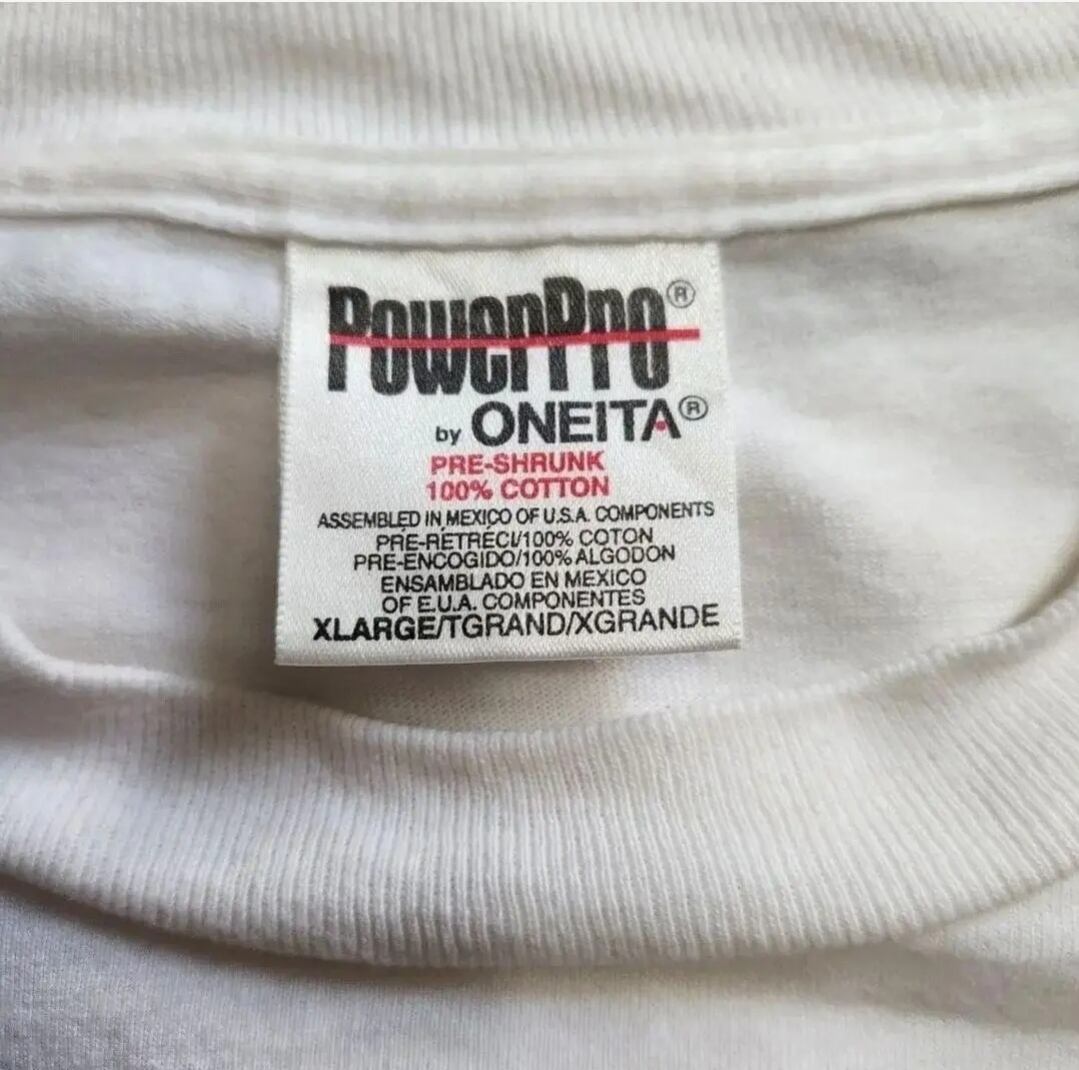 PowerPro®
by ONEITA®
PRE-SHRUNK
100% COTTON
ASSEMBLED IN MEXICO OF U.S.A. COMPONENTS
PRE-RÉTRÉCI/100% COTON
PRE-ENCOGIDO/100% ALGODON
ENSAMBLADO EN MEXICO
OF E.U.A. COMPONENTES
XLARGE/TGRAND/XGRANDE